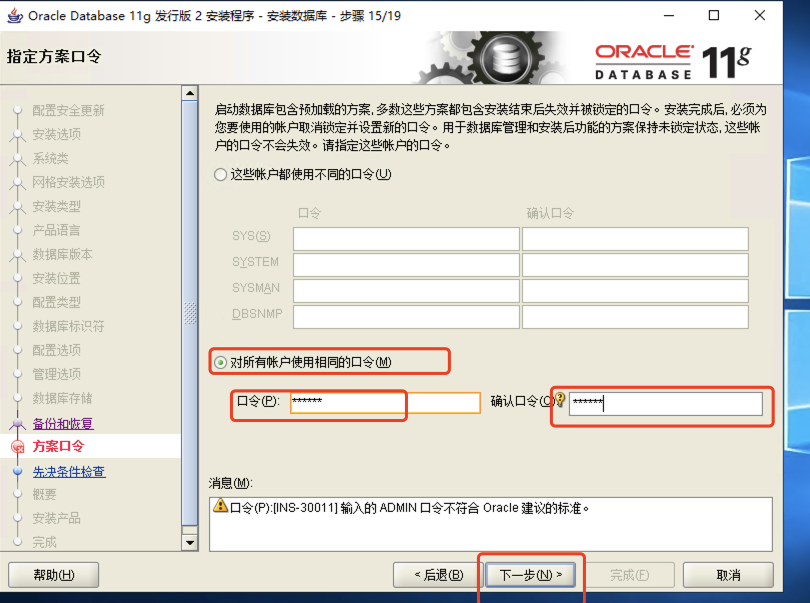 Oracle Database 11g 发行版 2 安装程序 - 安装数据库 - 步骤 15/19
指定方案口令
ORACLE
DATABASE 11g
配置安全更新
安装选项
系统类
网格安装选项
安装类型
产品语言
数据库版本
安装位置
配置类型
数据库标识符
配置选项
管理选项
数据库存储
备份和恢复
方案口令
先决条件检查
概要
安装产品
完成
启动数据库包含预加载的方案, 多数这些方案都包含安装结束后失效并被锁定的口令。安装完成后, 必须为
您要使用的帐户取消锁定并设置新的口令。用于数据库管理和安装后功能的方案保持未锁定状态, 这些帐
户的口令不会失效。请指定这些帐户的口令。
这些帐户都使用不同的口令(U)
口令 确认口令
SYS(S)
SYSTEM
SYSMAN
DBSNMP
对所有帐户使用相同的口令(M)
口令(P): ****** 确认口令(C) ******
消息(M):
口令(P):[INS-30011] 输入的 ADMIN 口令不符合 Oracle 建议的标准。
帮助(H) < 后退(B) 下一步(N) > 完成(F) 取消